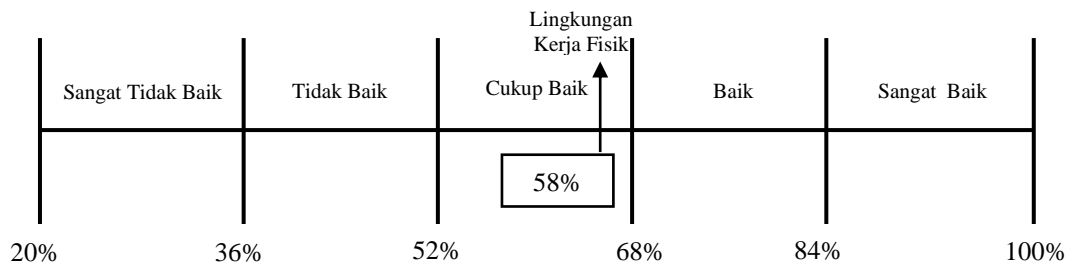 Lingkungan
Kerja Fisik
Sangat Tidak Baik
Tidak Baik
Cukup Baik
Baik
Sangat Baik
58%
20%
36%
52%
68%
84%
100%